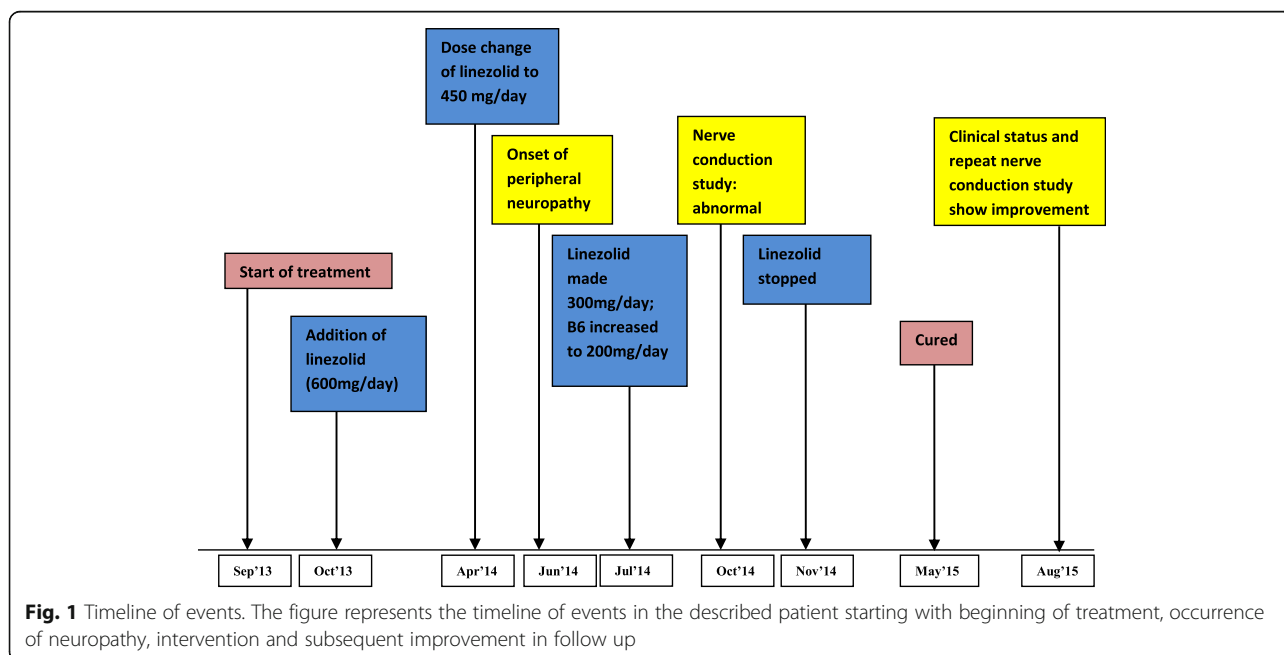 Dose change
of linezolid to
450 mg/day
Onset of
peripheral
neuropathy
Nerve
conduction
study:
abnormal
Clinical status and
repeat nerve
conduction study
show improvement
Start of treatment
Addition of
linezolid
(600mg/day)
Linezolid
made
300mg/day;
B6 increased
to 200mg/day
Linezolid
stopped
Cured
Sep'13
Oct'13
Apr'14
Jun'14
Jul'14
Oct'14
Nov'14
May'15
Aug'15
Fig. 1 Timeline of events. The figure represents the timeline of events in the described patient starting with beginning of treatment, occurrence
of neuropathy, intervention and subsequent improvement in follow up